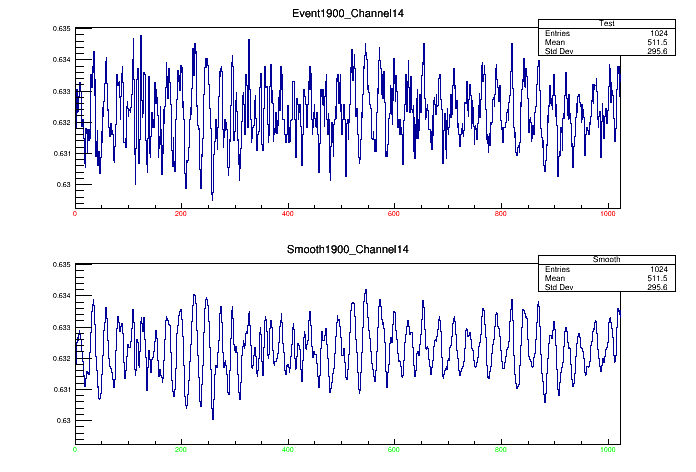 Event1900_Channel14
Test
Entries 1024
Mean 511.5
Std Dev 295.6
0.635
0.634
0.633
0.632
0.631
0.63
0 200 400 600 800 1000
Smooth1900_Channel14
Smooth
Entries 1024
Mean 511.5
Std Dev 295.6
0.635
0.634
0.633
0.632
0.631
0.63
0 200 400 600 800 1000